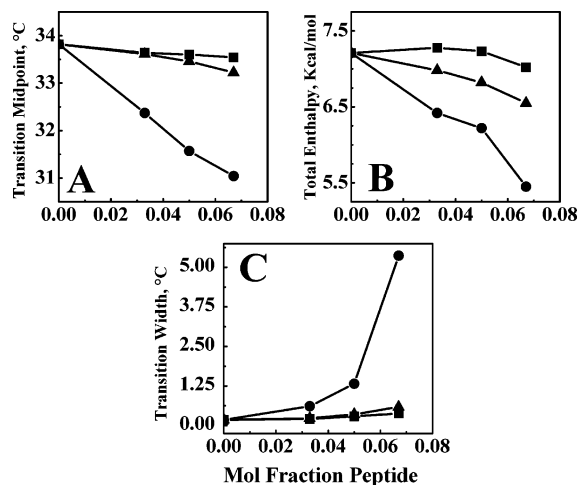 Transition Midpoint, °C
34
33
32
31
A
0.00 0.02 0.04 0.06 0.08
Total Enthalpy, Kcal/mol
7.5
6.5
5.5
B
0.00 0.02 0.04 0.06 0.08
Transition Width, °C
5.00
3.75
2.50
1.25
0.00
C
0.00 0.02 0.04 0.06 0.08
Mol Fraction Peptide